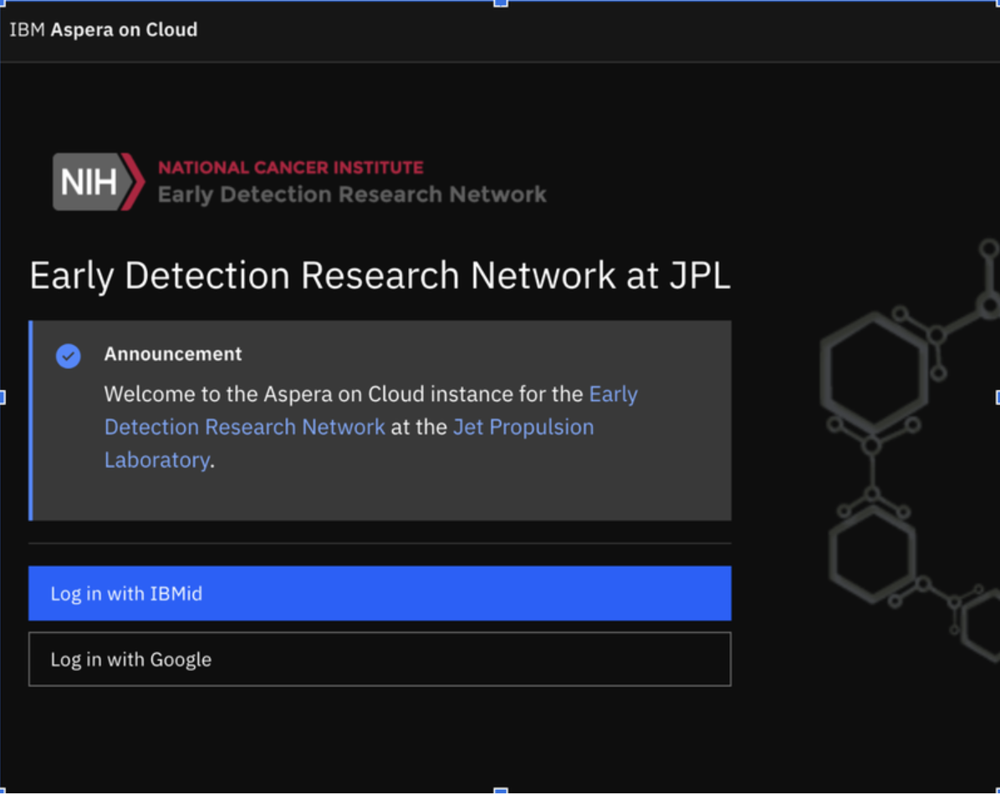 IBM Aspera on Cloud
NIH
NATIONAL CANCER INSTITUTE
Early Detection Research Network
Early Detection Research Network at JPL
Announcement
Welcome to the Aspera on Cloud instance for the Early
Detection Research Network at the Jet Propulsion
Laboratory.
Log in with IBMid
Log in with Google